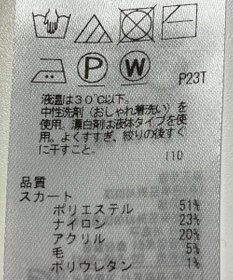 P W P23T
液温は30℃以下。
中性洗剤(おしゃれ着洗い)を
使用。漂白剤は液体タイプを使
用。よくすすぎ、絞りの後すぐ
に干すこと。
110
品質
スカート
ポリエステル 51%
ナイロン 23%
アクリル 20%
毛 5%
ポリウレタン 1%